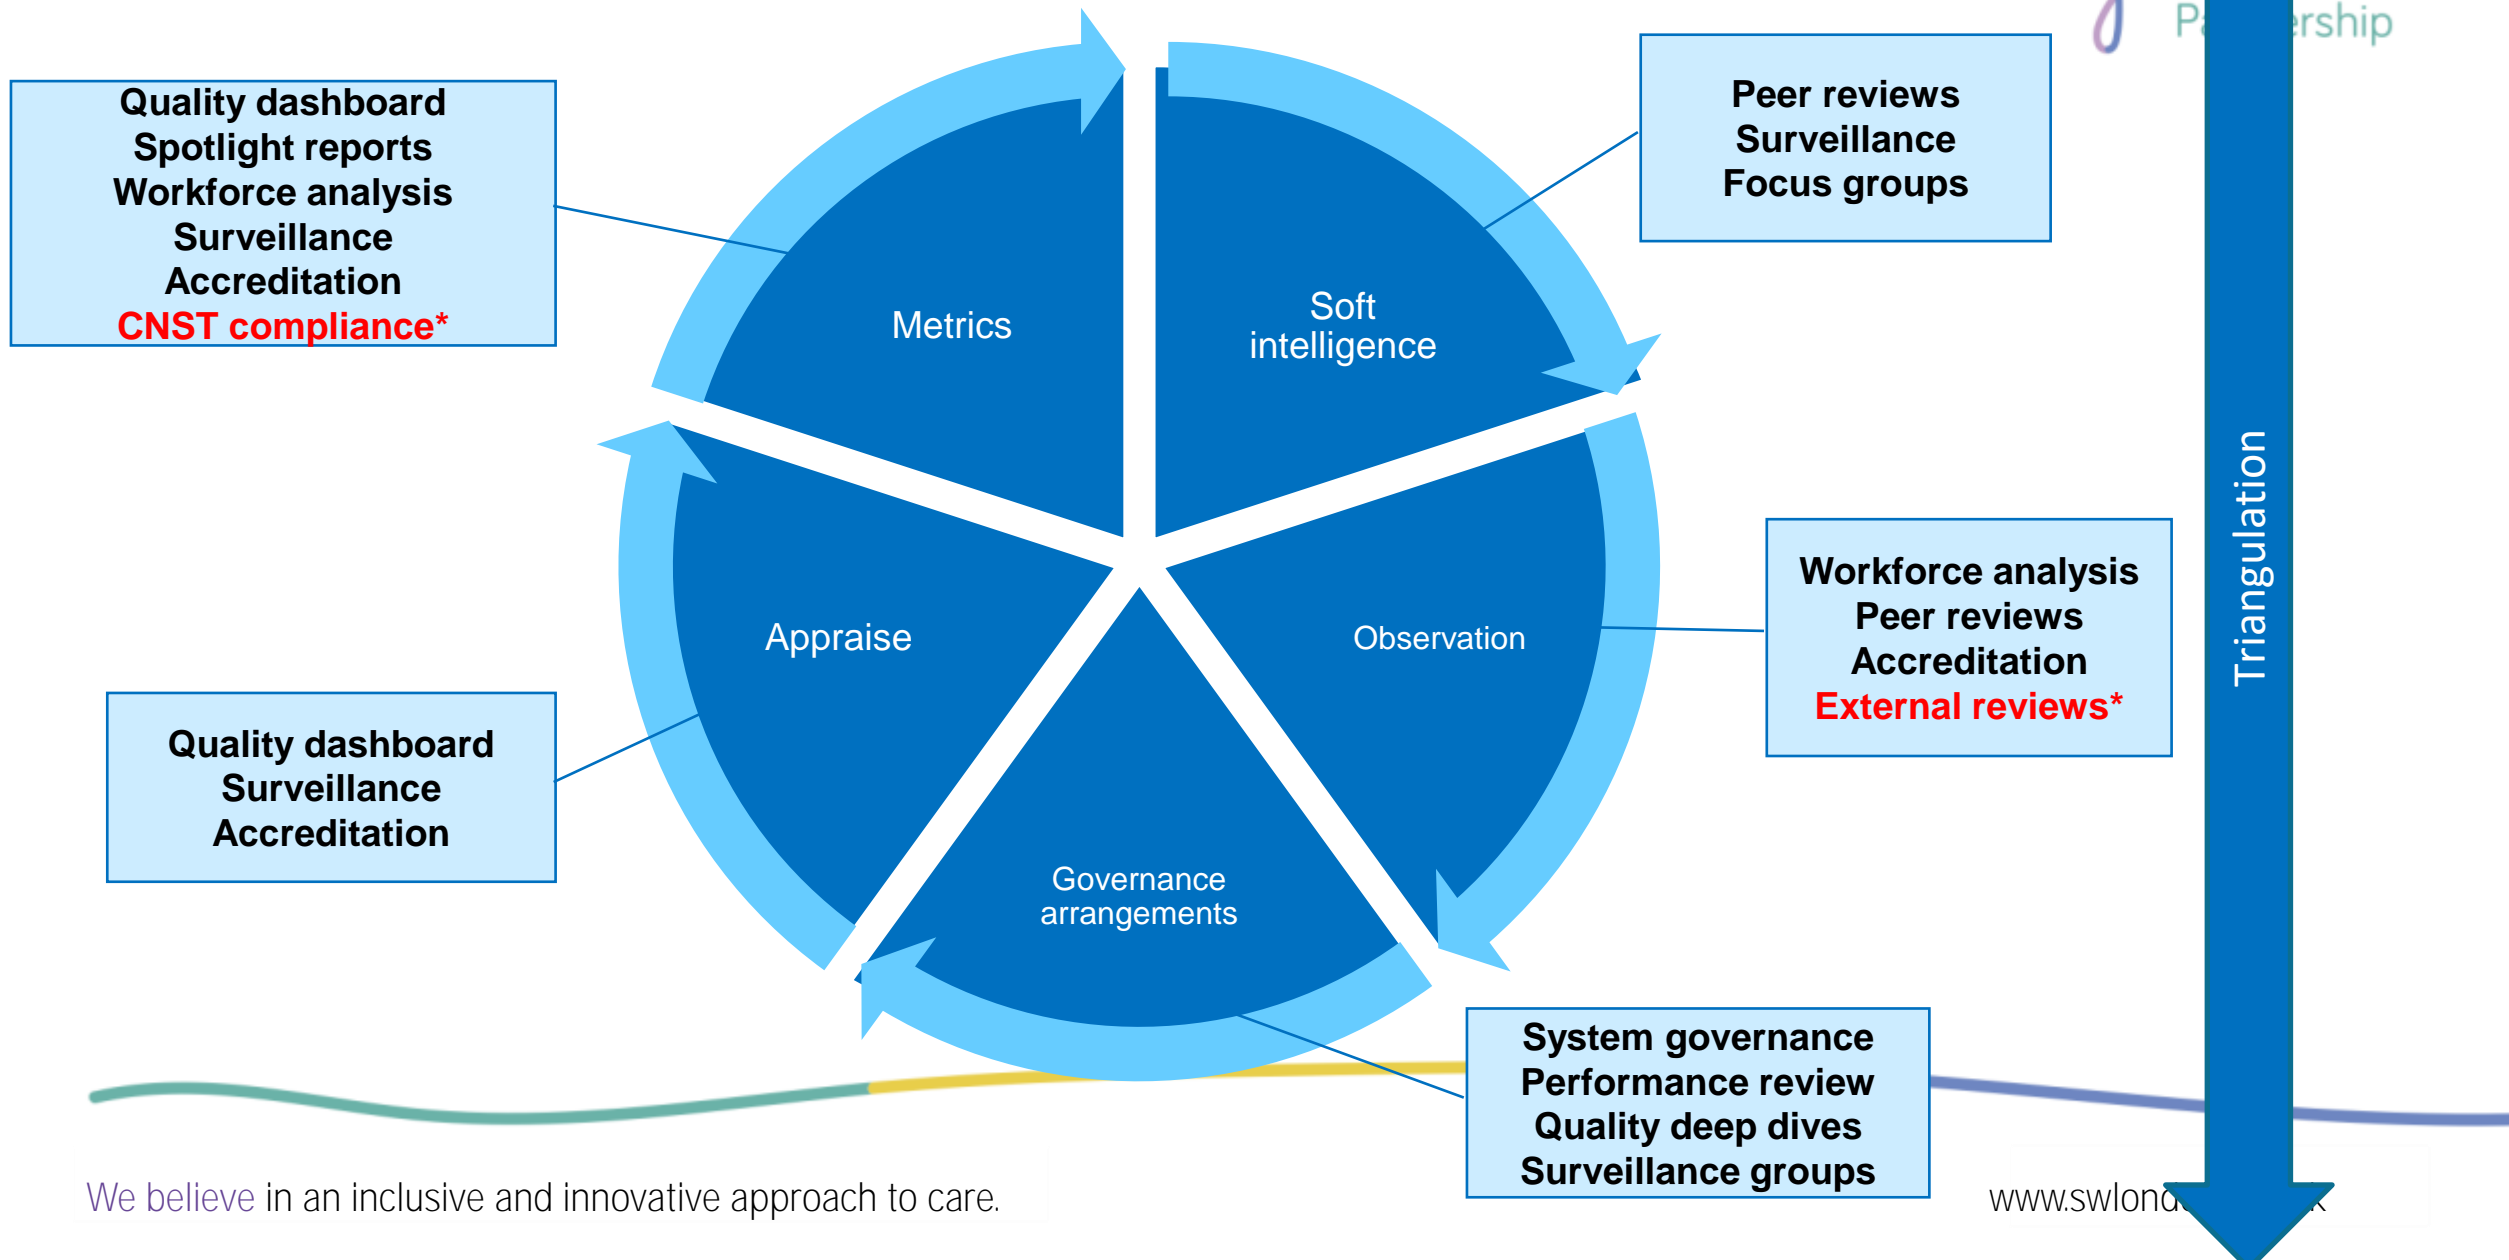 Quality dashboard
Spotlight reports
Workforce analysis
Surveillance
Accreditation
CNST compliance*
Peer reviews
Surveillance
Focus groups
Metrics
Soft
intelligence
Appraise
Observation
Governance
arrangements
Quality dashboard
Surveillance
Accreditation
Workforce analysis
Peer reviews
Accreditation
External reviews*
System governance
Performance review
Quality deep dives
Surveillance groups
Triangulation
We believe in an inclusive and innovative approach to care.